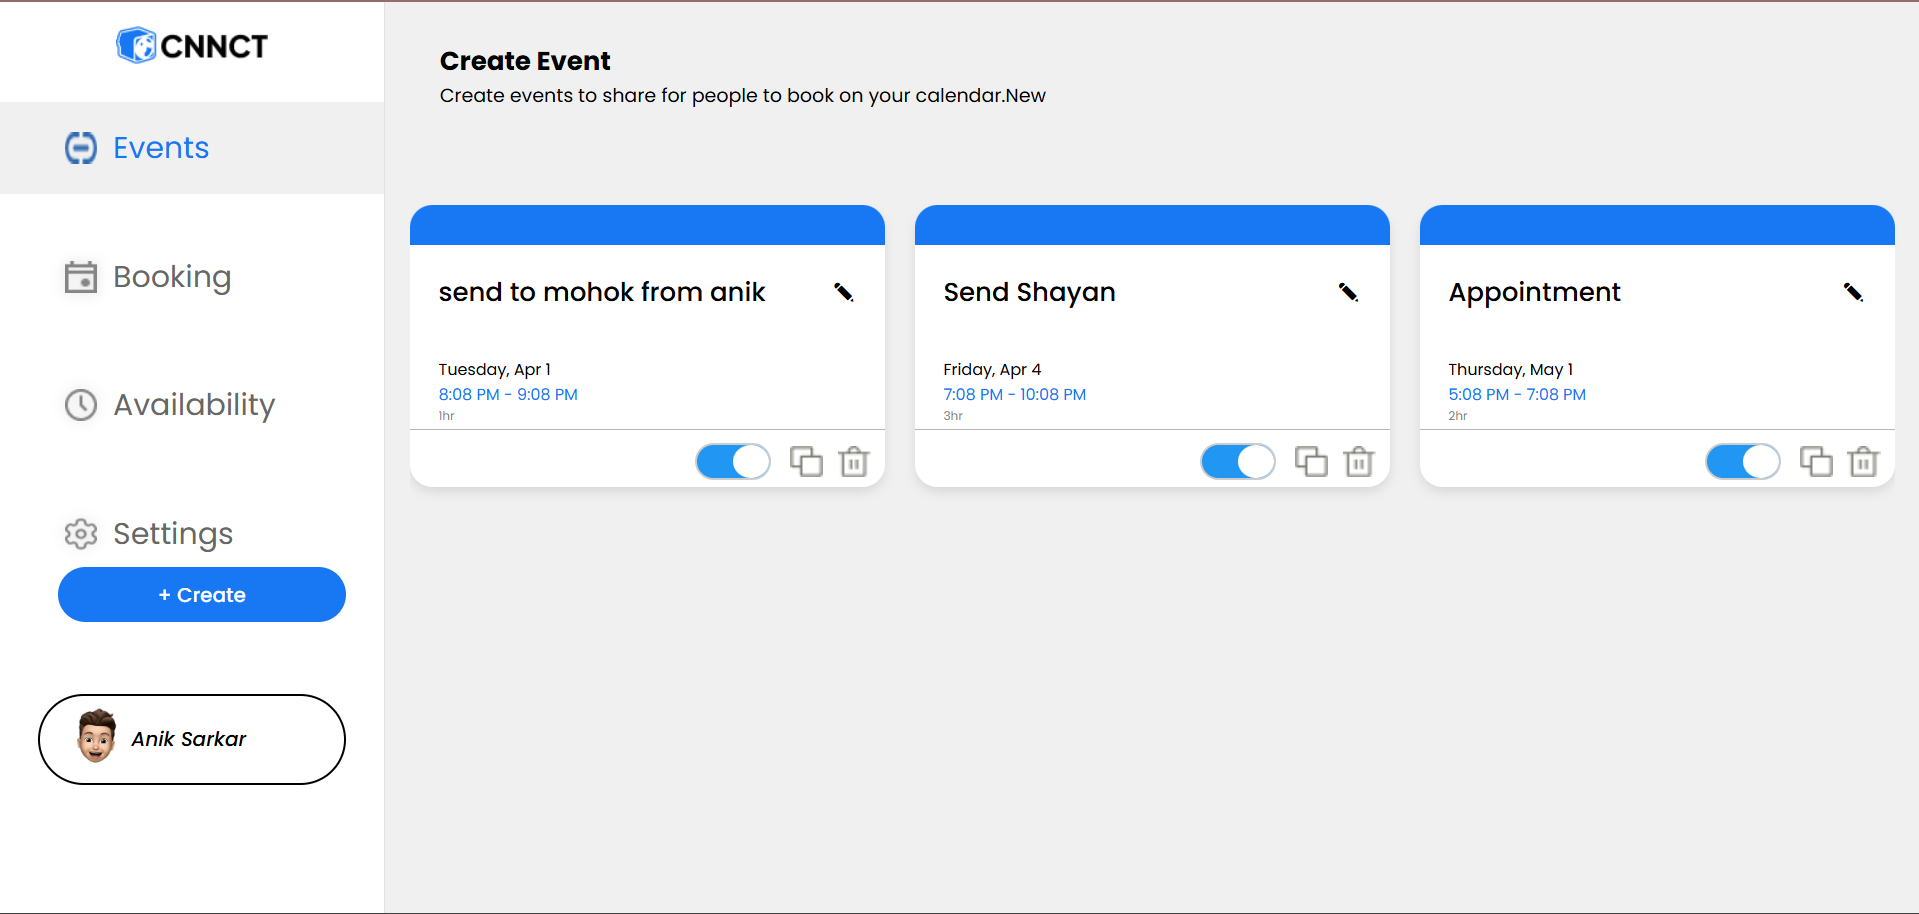 CNNCT
Events
Booking
Availability
Settings
+ Create
Anik Sarkar
Create Event
Create events to share for people to book on your calendar.New
send to mohok from anik
Tuesday, Apr 1
8:08 PM - 9:08 PM
1hr
Send Shayan
Friday, Apr 4
7:08 PM - 10:08 PM
3hr
Appointment
Thursday, May 1
5:08 PM - 7:08 PM
2hr